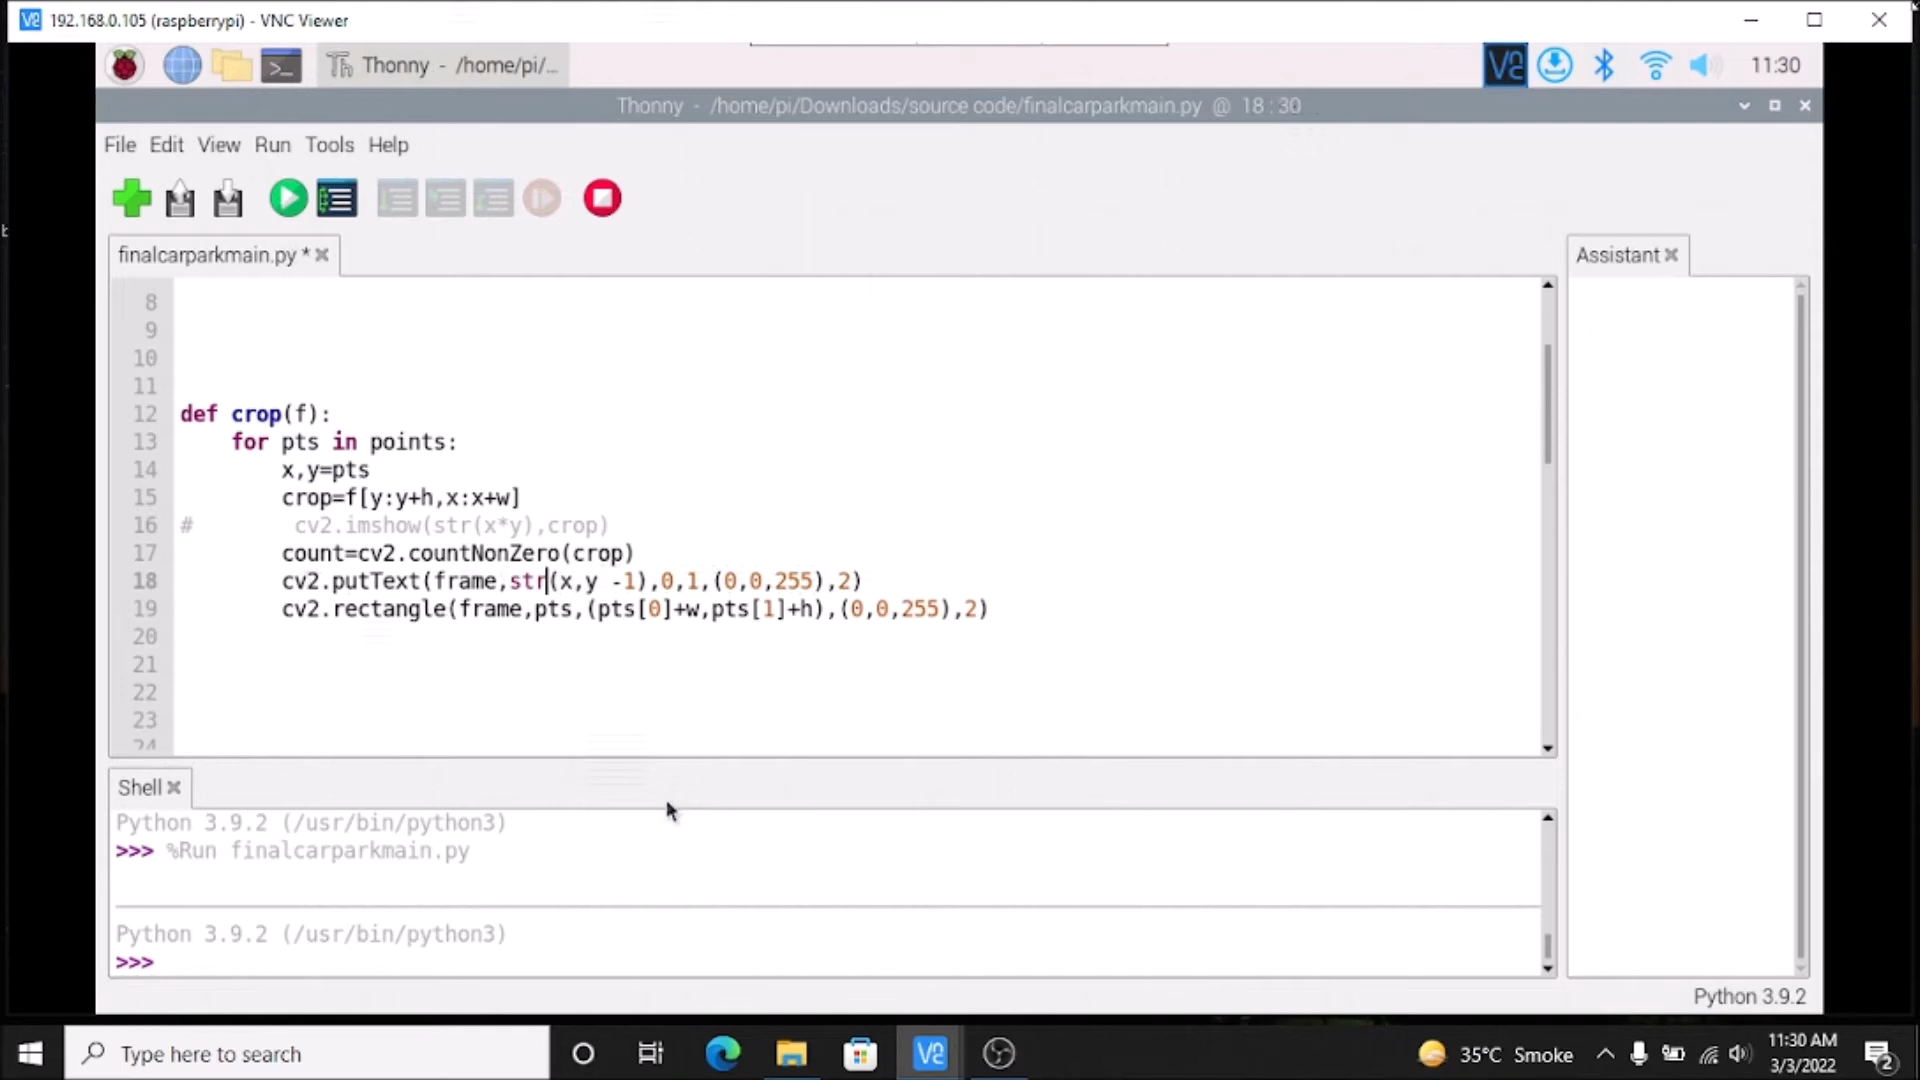 192.168.0.105 (raspberrypi) - VNC Viewer
Thonny - /home/pi/...
11:30
Thonny - /home/pi/Downloads/source code/finalcarparkmain.py @ 18 : 30
File Edit View Run Tools Help
finalcarparkmain.py *
Assistant
8
9
10
11
12 def crop(f):
13 for pts in points:
14 x,y=pts
15 crop=f[y:y+h,x:x+w]
16 # cv2.imshow(str(x*y),crop)
17 count=cv2.countNonZero(crop)
18 cv2.putText(frame,str(x,y -1),0,1,(0,0,255),2)
19 cv2.rectangle(frame,pts,(pts[0]+w,pts[1]+h),(0,0,255),2)
20
21
22
23
24
Shell
Python 3.9.2 (/usr/bin/python3)
>>> %Run finalcarparkmain.py
Python 3.9.2 (/usr/bin/python3)
>>>
Python 3.9.2
Type here to search
35°C Smoke
11:30 AM
3/3/2022
2